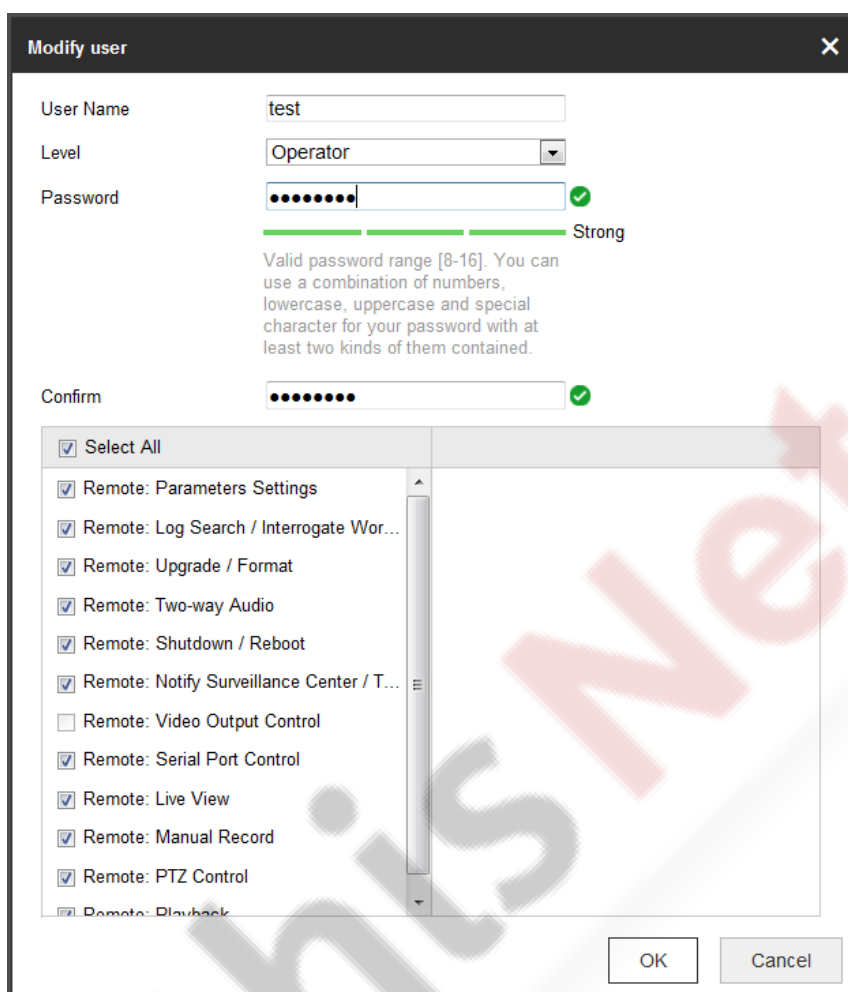 Modify user
User Name test
Level Operator
Password ••••••••
Strong
Valid password range [8-16]. You can
use a combination of numbers,
lowercase, uppercase and special
character for your password with at
least two kinds of them contained.
Confirm ••••••••
Select All
Remote: Parameters Settings
Remote: Log Search / Interrogate Wor...
Remote: Upgrade / Format
Remote: Two-way Audio
Remote: Shutdown / Reboot
Remote: Notify Surveillance Center / T...
Remote: Video Output Control
Remote: Serial Port Control
Remote: Live View
Remote: Manual Record
Remote: PTZ Control
Remote: Playback
OK Cancel